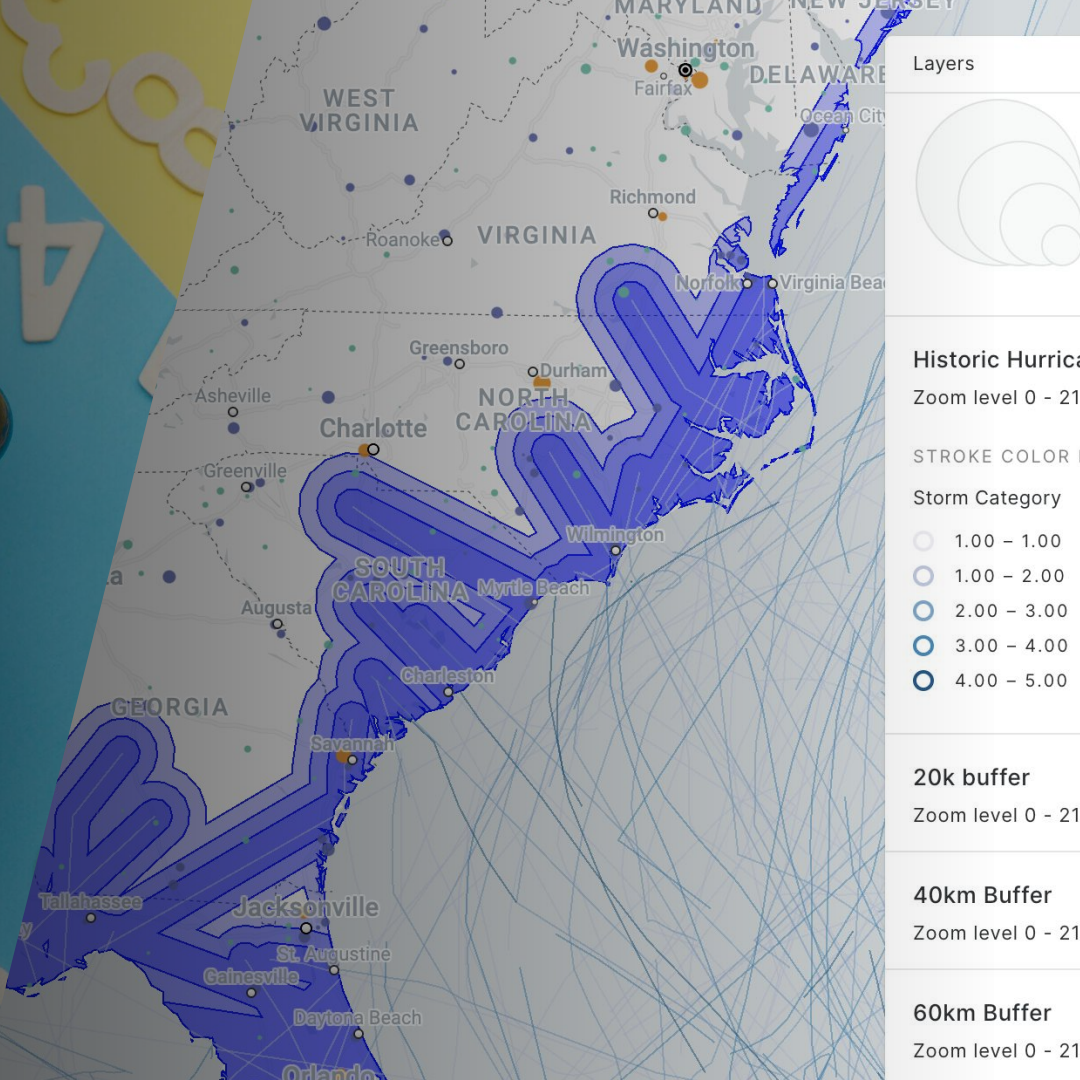 MARYLAND
NEW JERSEY
Washington
DELAWARE
Fairfax
WEST
VIRGINIA
Ocean City
Richmond
Roanoke
VIRGINIA
Norfolk
Virginia Beac
Greensboro
Durham
NORTH
CAROLINA
Asheville
Charlotte
Greenville
Wilmington
SOUTH
CAROLINA
Myrtle Beach
ta
Augusta
Charleston
GEORGIA
Savannah
Tallahassee
Jacksonville
y
St. Augustine
Gainesville
Daytona Beach
Orlando
83
4
Layers
Historic Hurrica
Zoom level 0 - 21
STROKE COLOR
Storm Category
1.00 – 1.00
1.00 – 2.00
2.00 – 3.00
3.00 – 4.00
4.00 – 5.00
20k buffer
Zoom level 0 - 21
40km Buffer
Zoom level 0 - 21
60km Buffer
Zoom level 0 - 21